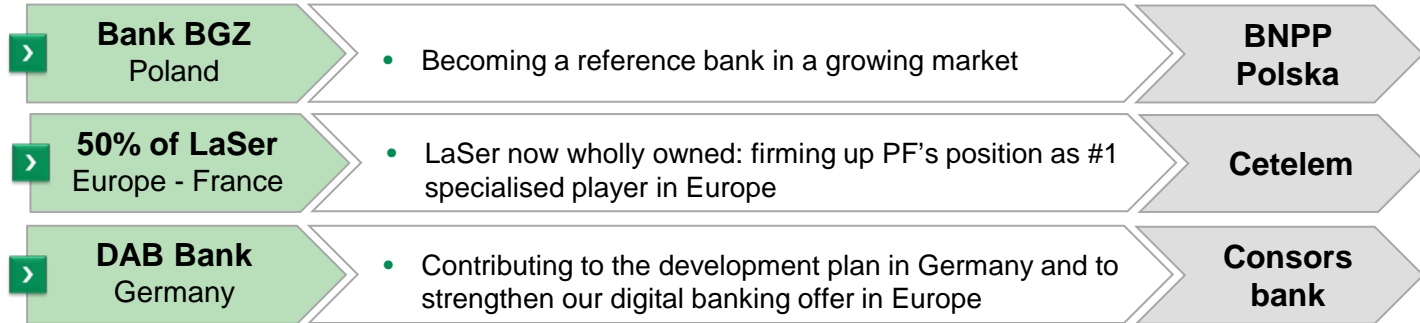 Bank BGZ
Poland
• Becoming a reference bank in a growing market
BNPP
Polska
50% of LaSer
Europe - France
• LaSer now wholly owned: firming up PF's position as #1
specialised player in Europe
Cetelem
DAB Bank
Germany
• Contributing to the development plan in Germany and to
strengthen our digital banking offer in Europe
Consors
bank